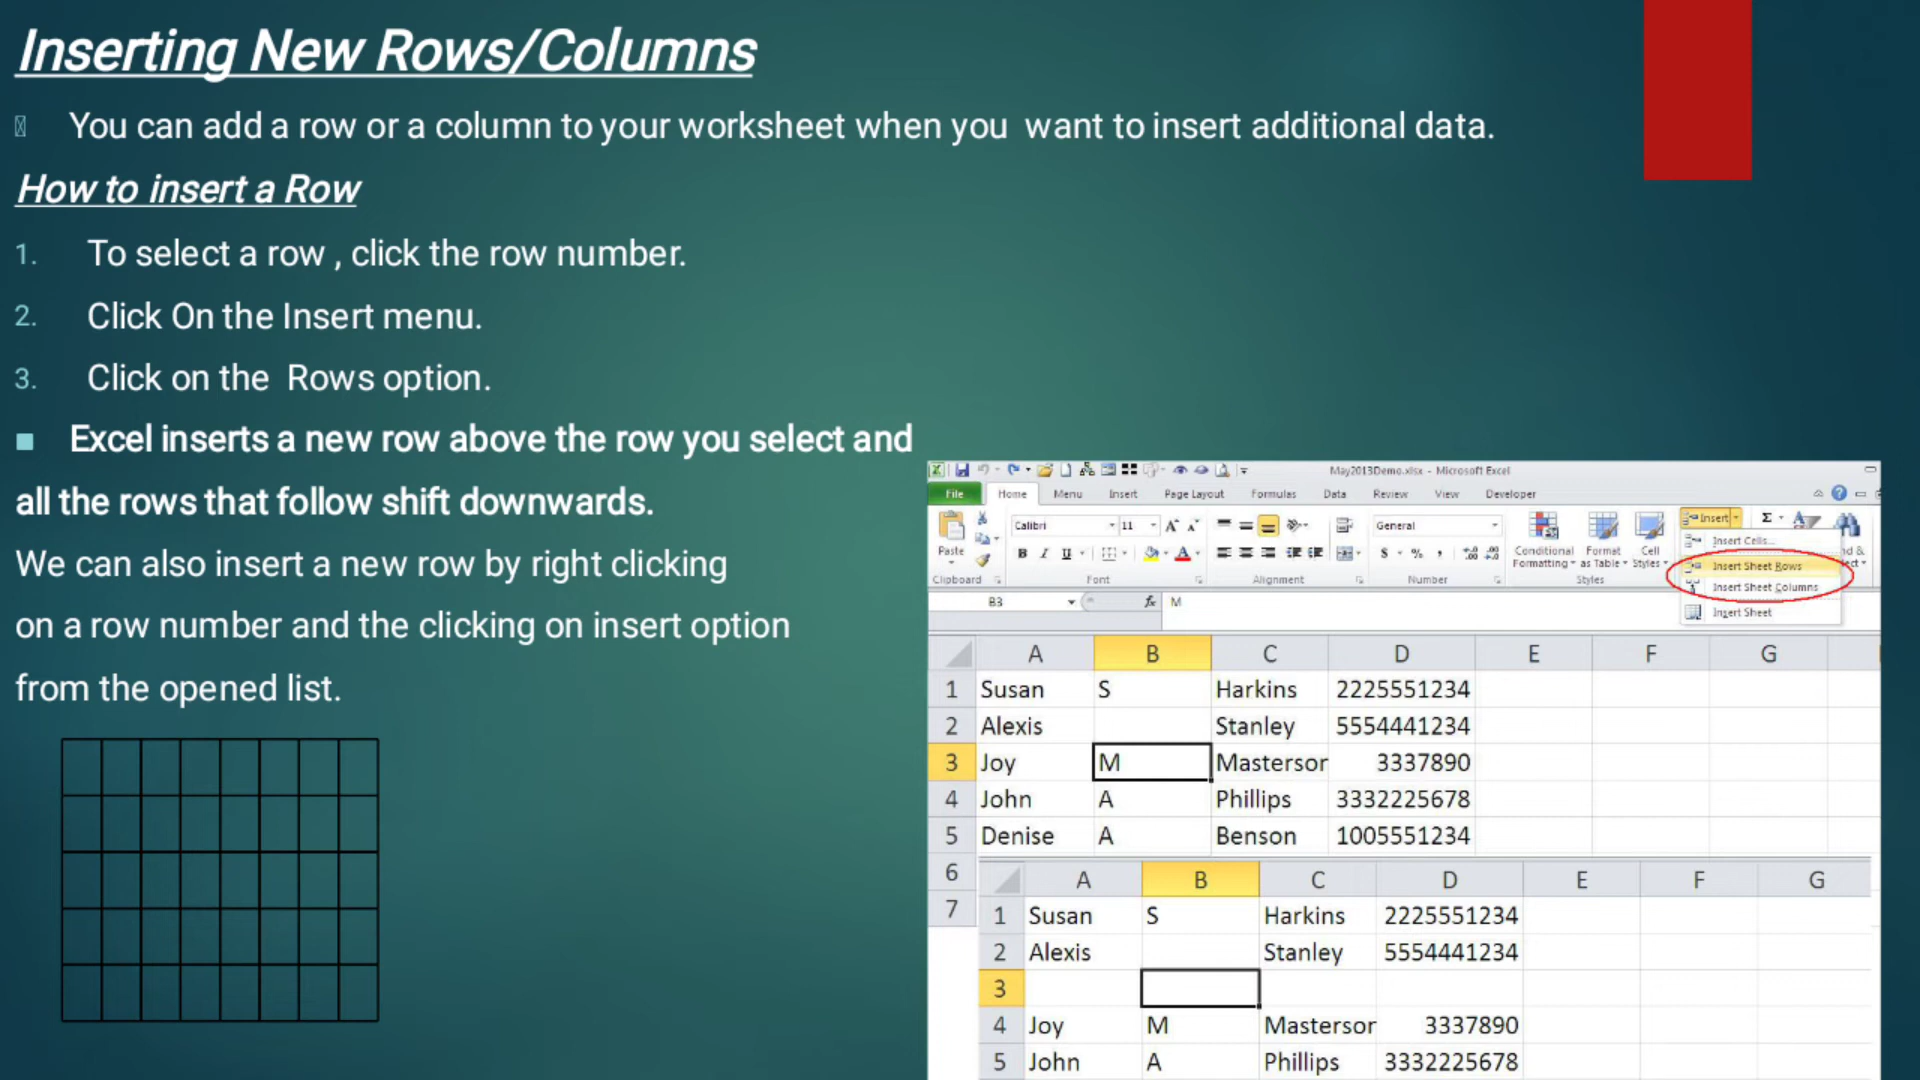 Inserting New Rows/Columns
You can add a row or a column to your worksheet when you want to insert additional data.
How to insert a Row
1. To select a row , click the row number.
2. Click On the Insert menu.
3. Click on the Rows option.
■ Excel inserts a new row above the row you select and
all the rows that follow shift downwards.
We can also insert a new row by right clicking
on a row number and the clicking on insert option
from the opened list.
May2013Demo.xlsx - Microsoft Excel
File Home Menu Insert Page Layout Formulas Data Review View Developer
Calibri 11 General Insert
Insert Cells...
Paste B I U $ % , Conditional Formatting Format as Table Cell Styles
Insert Sheet Rows
Insert Sheet Columns
Insert Sheet
Clipboard Font Alignment Number Styles
B3 fx M
A B C D E F G
1 Susan S Harkins 2225551234
2 Alexis Stanley 5554441234
3 Joy M Mastersor 3337890
4 John A Phillips 3332225678
5 Denise A Benson 1005551234
6
7
A B C D E F G
1 Susan S Harkins 2225551234
2 Alexis Stanley 5554441234
3
4 Joy M Mastersor 3337890
5 John A Phillips 3332225678